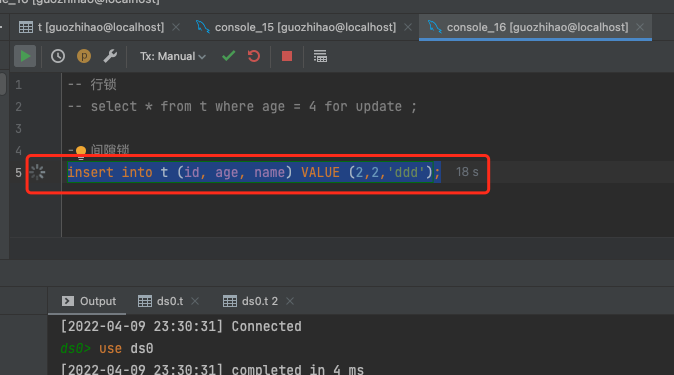 console_16 [guozhihao@localhost]
t [guozhihao@localhost]
console_15 [guozhihao@localhost]
console_16 [guozhihao@localhost]
Tx: Manual
1 -- 行锁
2 -- select * from t where age = 4 for update ;
3
4 - 间隙锁
5 insert into t (id, age, name) VALUE (2,2,'ddd'); 18 s
Output
ds0.t
ds0.t 2
[2022-04-09 23:30:31] Connected
ds0> use ds0
[2022-04-09 23:30:31] completed in 4 ms